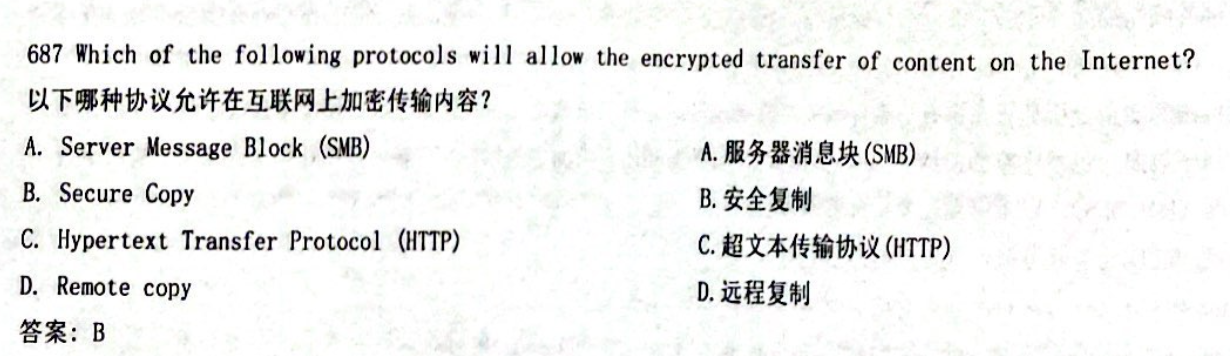 687 Which of the following protocols will allow the encrypted transfer of content on the Internet?
以下哪种协议允许在互联网上加密传输内容?
A. Server Message Block (SMB) A.服务器消息块(SMB)
B. Secure Copy B.安全复制
C. Hypertext Transfer Protocol (HTTP) C.超文本传输协议(HTTP)
D. Remote copy D.远程复制
答案: B